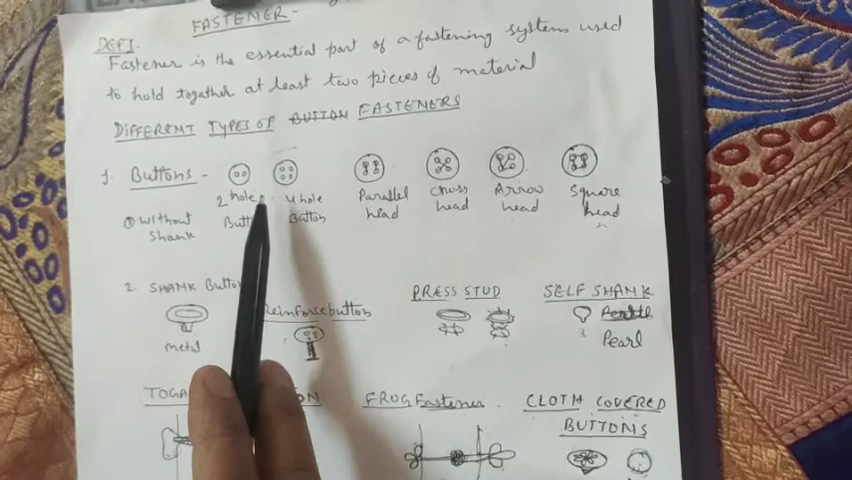 FASTENER -
DEFI-
Fastener is the essential part of a fastening system used
to hold together at least two pieces of material
DIFFERENT TYPES OF BUTTON FASTENERS
1. Buttons -
① without shank
2 hole
4 hole Button
Parallel head
Cross head
Arrow head
Square head
2. SHANK Button
metal
Reinforce button
PRESS STUD
SELF SHANK
Pearl
FROG Fastener
CLOTH COVERED
BUTTONS